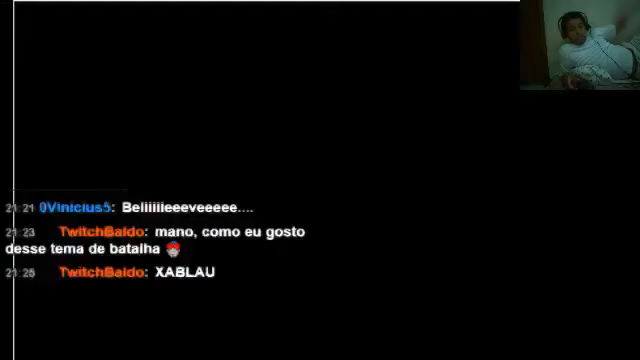 21:21 0Vinicius5: Beliiiiieeeveeeee....
21:23 TwitchBaldo: mano, como eu gosto
desse tema de batalha
21:25 TwitchBaldo: XABLAU